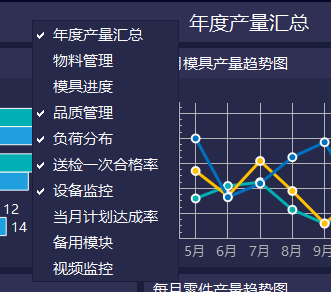 年度产量汇总
年度产量汇总
物料管理
月模具产量趋势图
模具进度
品质管理
负荷分布
送检一次合格率
设备监控
12
当月计划达成率
14
备用模块
5月 6月 7月 8月 9月
视频监控
每月零件产量趋势图